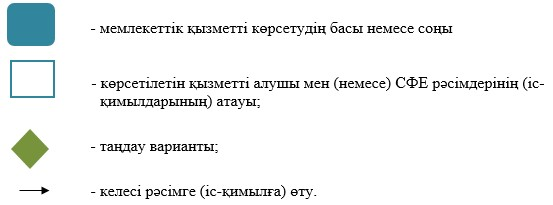 - мемлекеттік қызметті көрсетудің басы немесе соңы
- көрсетілетін қызметті алушы мен (немесе) СФЕ рәсімдерінің (іс-
қимылдарының) атауы;
- таңдау варианты;
- келесі рәсімге (іс-қимылға) өту.